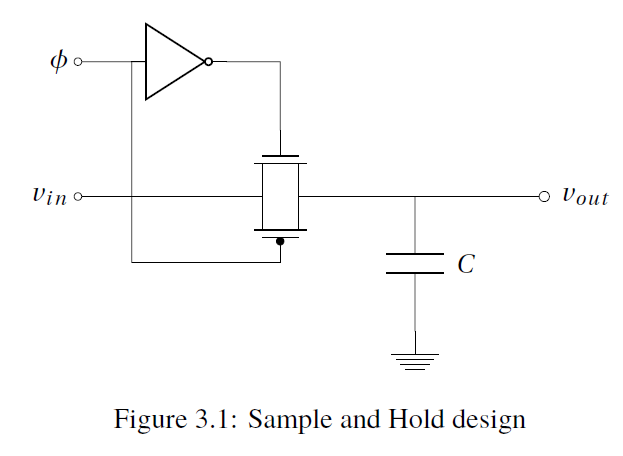 ϕ
v_in
v_out
C
Figure 3.1: Sample and Hold design